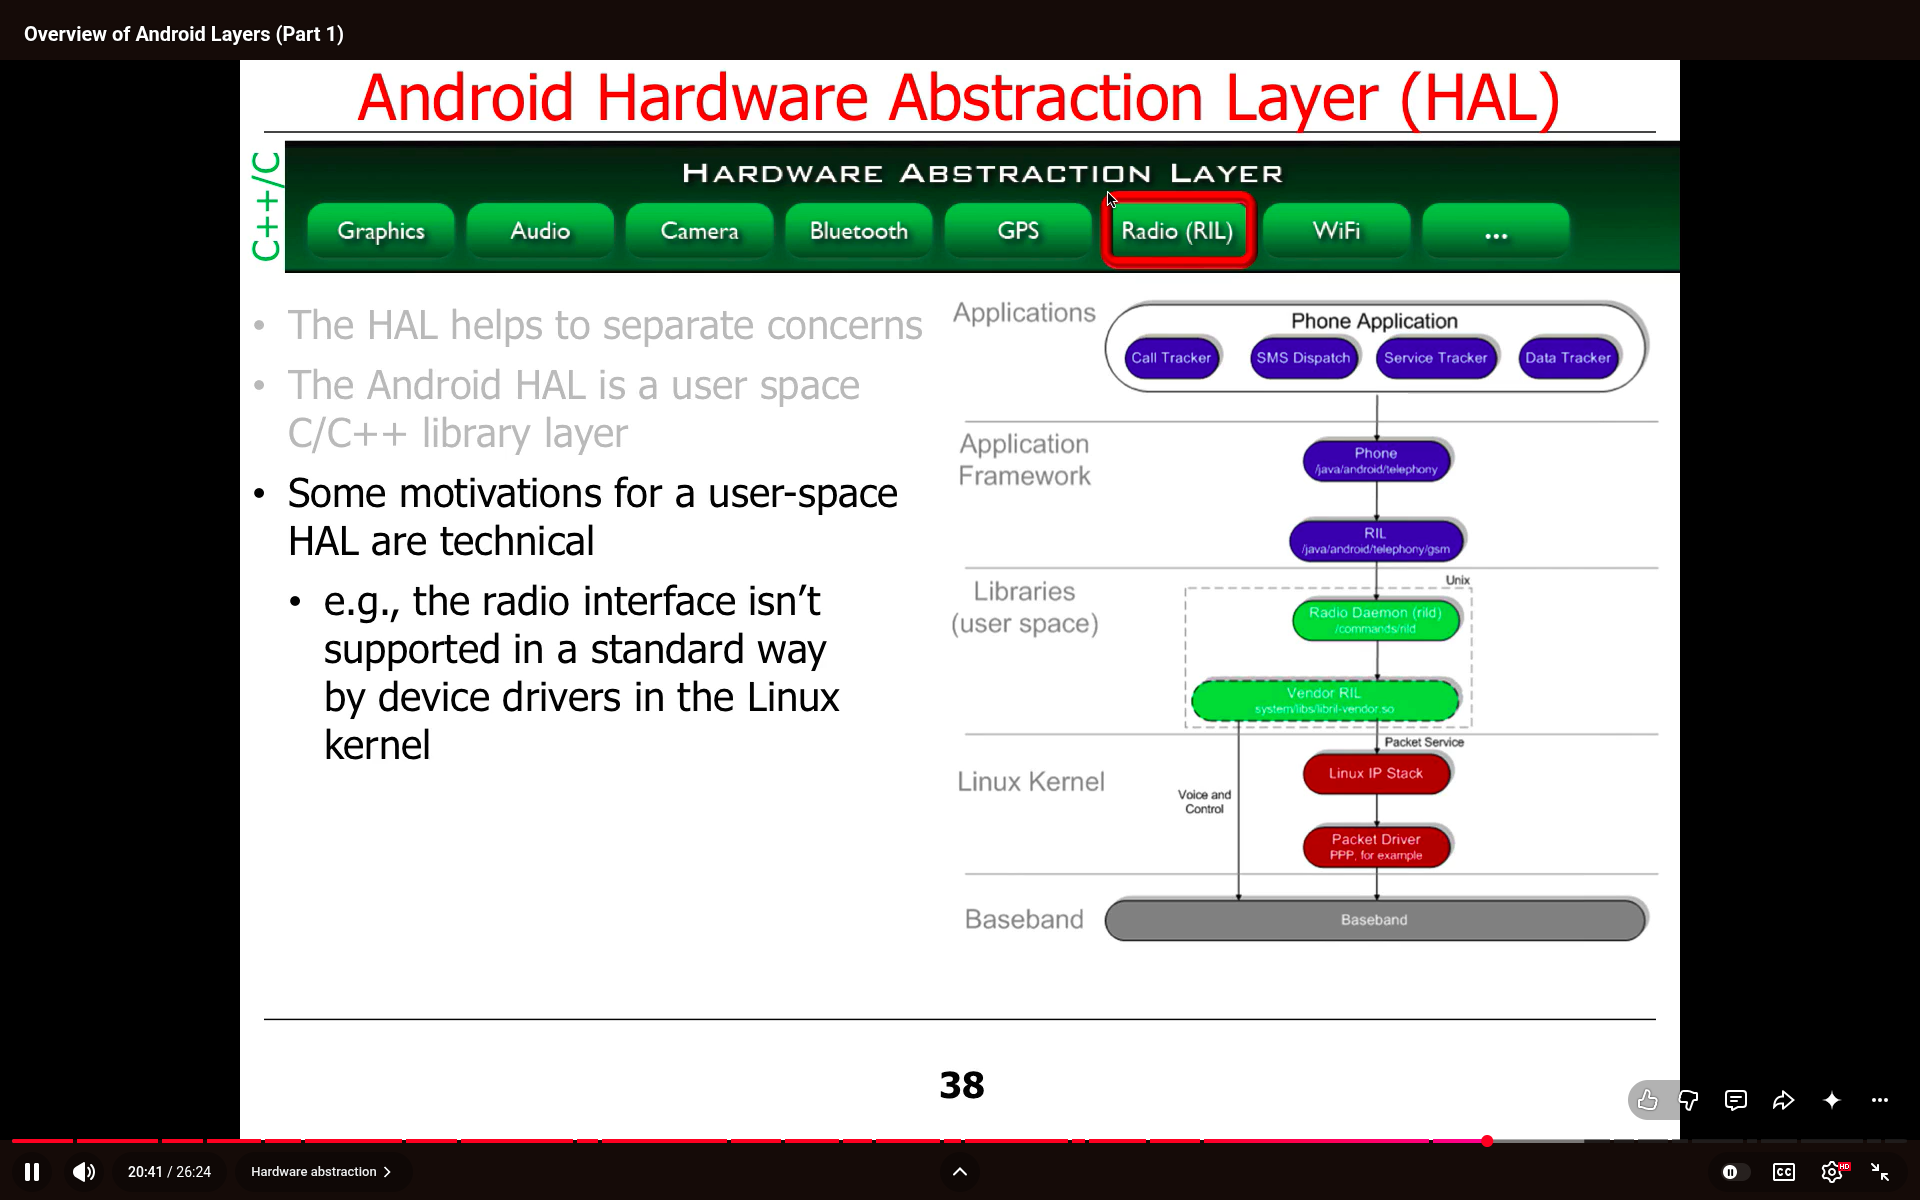 Overview of Android Layers (Part 1)
Android Hardware Abstraction Layer (HAL)
C++/C
HARDWARE ABSTRACTION LAYER
Graphics
Audio
Camera
Bluetooth
GPS
Radio (RIL)
WiFi
...
• The HAL helps to separate concerns
• The Android HAL is a user space
C/C++ library layer
• Some motivations for a user-space
HAL are technical
• e.g., the radio interface isn’t
supported in a standard way
by device drivers in the Linux
kernel
Applications
Phone Application
Call Tracker
SMS Dispatch
Service Tracker
Data Tracker
Application
Framework
Phone
/java/android/telephony
RIL
/java/android/telephony/gsm
Libraries
(user space)
Unix
Radio Daemon (rild)
/commands/rild
Vendor RIL
system/libs/libril-vendor.so
Packet Service
Linux Kernel
Linux IP Stack
Voice and
Control
Packet Driver
PPP, for example
Baseband
Baseband
38
20:41 / 26:24
Hardware abstraction
CC
HD